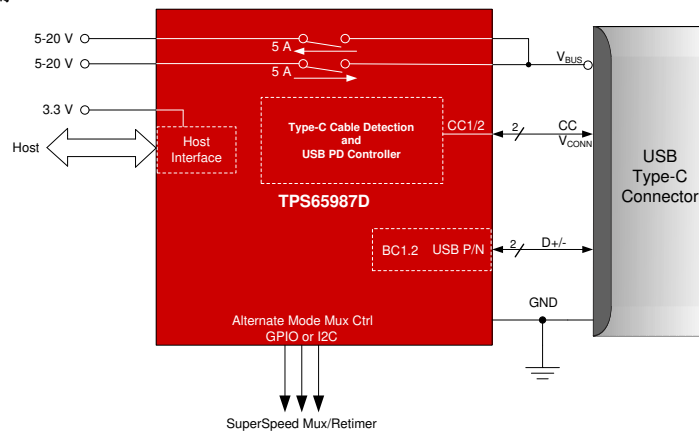 5-20 V
5 A
5-20 V
5 A
VBUS
3.3 V
Host
Host
Interface
Type-C Cable Detection
and
USB PD Controller
CC1/2
2
CC
VCONN
USB
Type-C
Connector
TPS65987D
BC1.2 USB P/N
2
D+/-
GND
Alternate Mode Mux Ctrl
GPIO or I2C
SuperSpeed Mux/Retimer